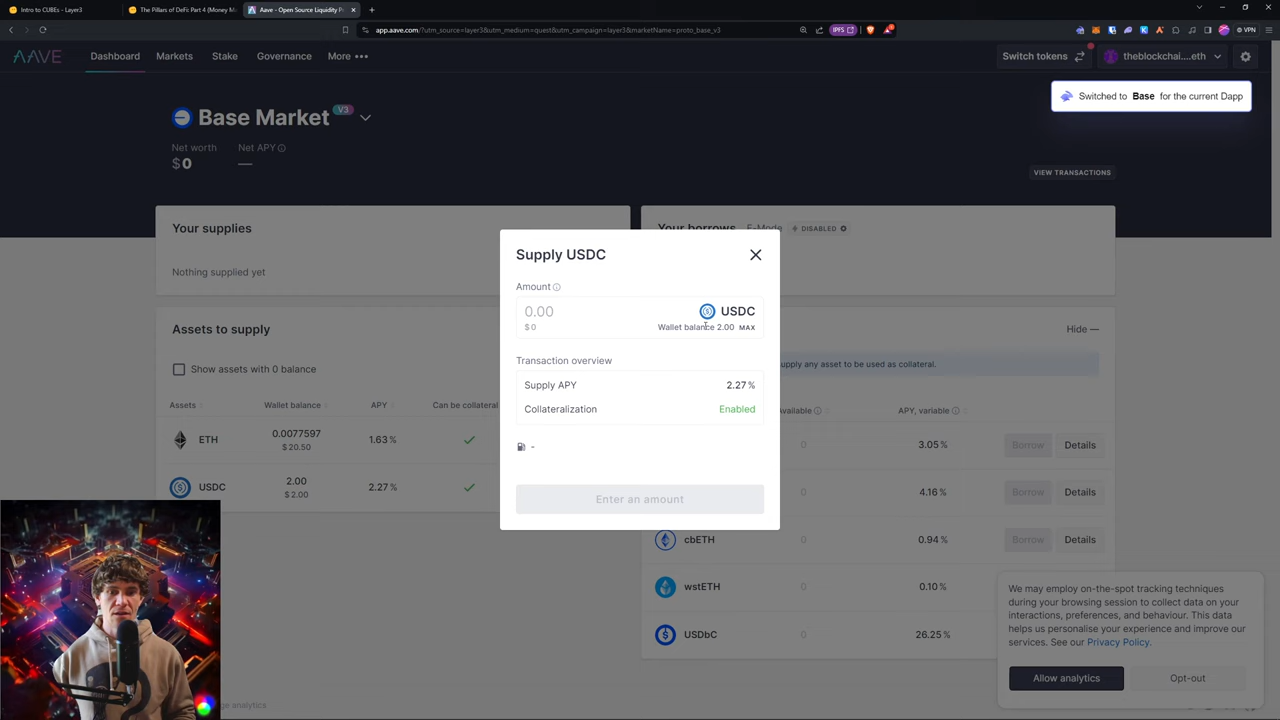 Intro to CUBEs - Layer3
The Pillars of DeFi Part 4 (Money M
Aave - Open Source Liquidity P
app.aave.com/?utm_source=layer3&utm_medium=quest&utm_campaign=layer3&marketName=proto_base_v3
IPFS
VPN
AAVE
Dashboard
Markets
Stake
Governance
More
Switch tokens
theblockchai....eth
Switched to Base for the current Dapp
Base Market
V3
Net worth
Net APY
$0
—
VIEW TRANSACTIONS
Your supplies
Nothing supplied yet
Your borrows
E-Mode
DISABLED
Assets to supply
Show assets with 0 balance
Assets
Wallet balance
APY
Can be collateral
ETH
0.0077597
$20.50
1.63%
USDC
2.00
$2.00
2.27%
Supply USDC
Amount
0.00
USDC
$0
Wallet balance 2.00 MAX
Transaction overview
Supply APY
2.27%
Collateralization
Enabled
-
Enter an amount
Hide —
supply any asset to be used as collateral.
Available
APY, variable
0
3.05%
Borrow
Details
0
4.16%
Borrow
Details
cbETH
0
0.94%
Borrow
Details
wstETH
0
0.10%
USDbC
0
26.25%
We may employ on-the-spot tracking techniques
during your browsing session to collect data on your
interactions, preferences, and behaviour. This data
helps us personalise your experience and improve our
services. See our Privacy Policy.
Allow analytics
Opt-out
ge analytics